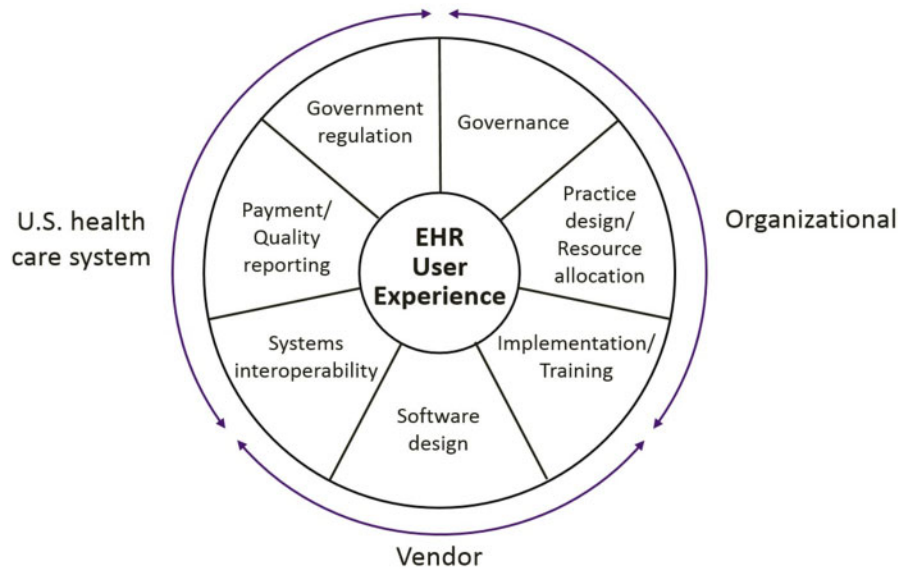 Government
regulation
Governance
Payment/
Quality
reporting
Practice
design/
Resource
allocation
U.S. health
care system
Organizational
EHR
User
Experience
Systems
interoperability
Implementation/
Training
Software
design
Vendor